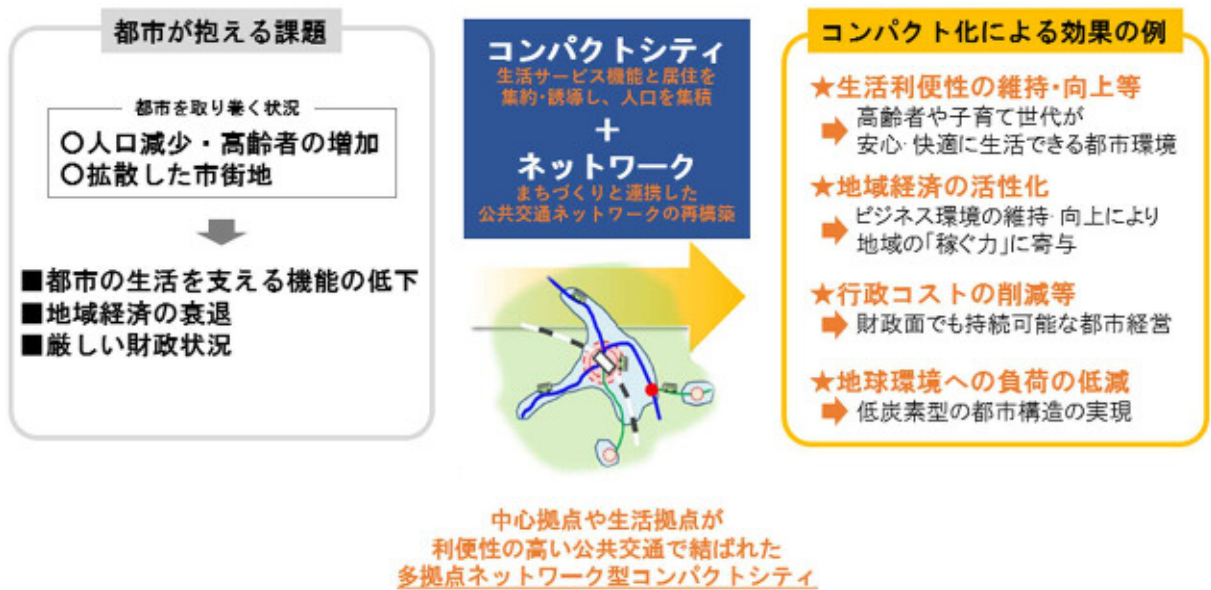 都市が抱える課題
都市を取り巻く状況
〇人口減少・高齢者の増加
〇拡散した市街地
■都市の生活を支える機能の低下
■地域経済の衰退
■厳しい財政状況
コンパクトシティ
生活サービス機能と居住を
集約・誘導し、人口を集積
＋
ネットワーク
まちづくりと連携した
公共交通ネットワークの再構築
中心拠点や生活拠点が
利便性の高い公共交通で結ばれた
多拠点ネットワーク型コンパクトシティ
コンパクト化による効果の例
★生活利便性の維持・向上等
高齢者や子育て世代が
安心・快適に生活できる都市環境
★地域経済の活性化
ビジネス環境の維持・向上により
地域の「稼ぐ力」に寄与
★行政コストの削減等
財政面でも持続可能な都市経営
★地球環境への負荷の低減
低炭素型の都市構造の実現